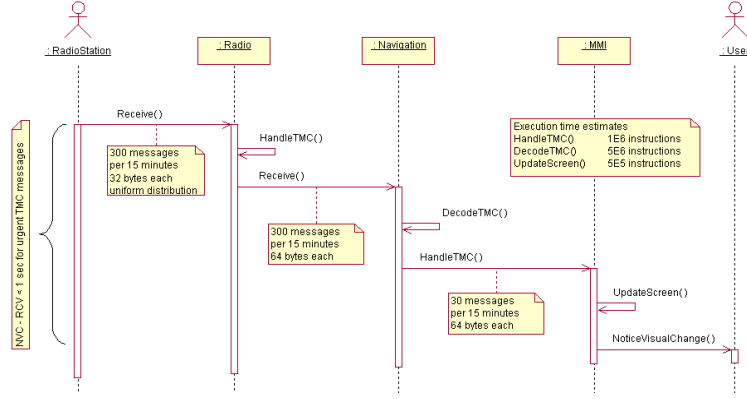 : RadioStation
: Radio
: Navigation
: MMI
: User
Receive()
HandleTMC()
300 messages
per 15 minutes
32 bytes each
uniform distribution
Execution time estimates
HandleTMC() 1E6 instructions
DecodeTMC() 5E6 instructions
UpdateScreen() 5E5 instructions
Receive()
NVC - RCV < 1 sec for urgent TMC messages
DecodeTMC()
300 messages
per 15 minutes
64 bytes each
HandleTMC()
30 messages
per 15 minutes
64 bytes each
UpdateScreen()
NoticeVisualChange()